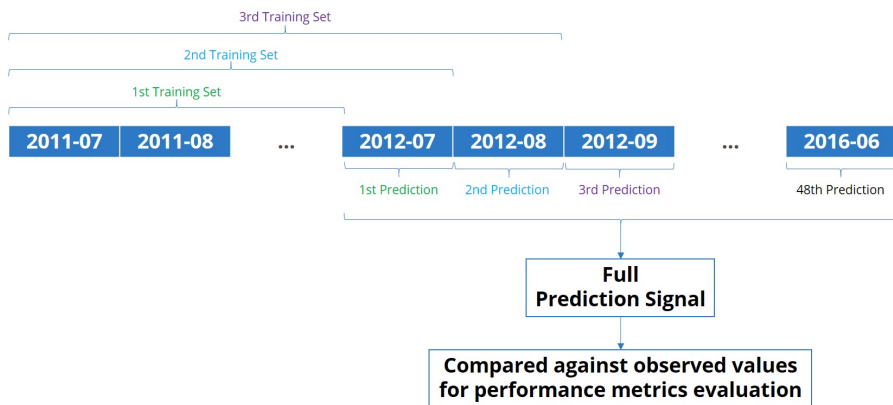 3rd Training Set
2nd Training Set
1st Training Set
2011-07 2011-08 ... 2012-07 2012-08 2012-09 ... 2016-06
1st Prediction 2nd Prediction 3rd Prediction 48th Prediction
Full
Prediction Signal
Compared against observed values
for performance metrics evaluation